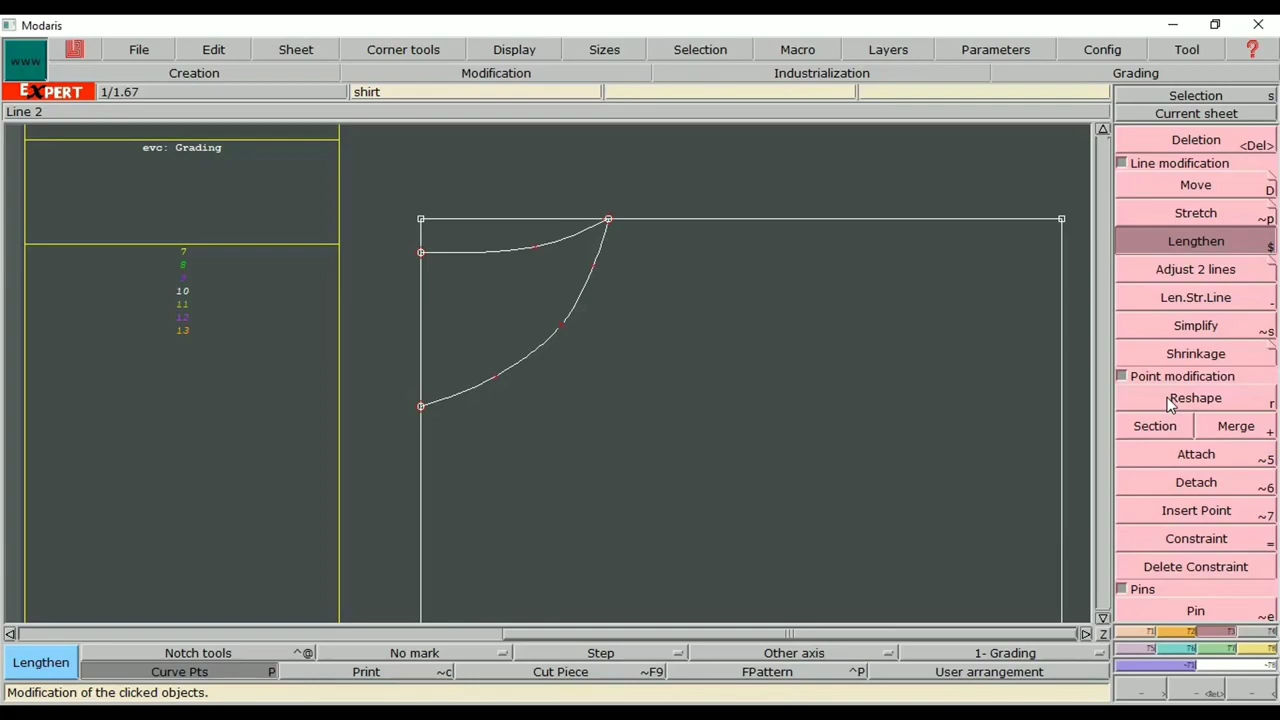 Modaris
www File Edit Sheet Corner tools Display Sizes Selection Macro Layers Parameters Config Tool ?
Creation Modification Industrialization Grading
EXPERT 1/1.67 shirt
Line 2
Selection s
Current sheet
Deletion <Del>
Line modification
Move D
Stretch ~p
Lengthen $
Adjust 2 lines
Len.Str.Line -
Simplify ~s
Shrinkage
Point modification
Reshape r
Section Merge +
Attach ~5
Detach ~6
Insert Point ~7
Constraint =
Delete Constraint
Pins
Pin ~e
evc: Grading
7
8
10
11
12
13
Z
Lengthen Notch tools ^@ No mark Step Other axis 1- Grading
Curve Pts P Print ~c Cut Piece ~F9 FPattern ^P User arrangement
Modification of the clicked objects.